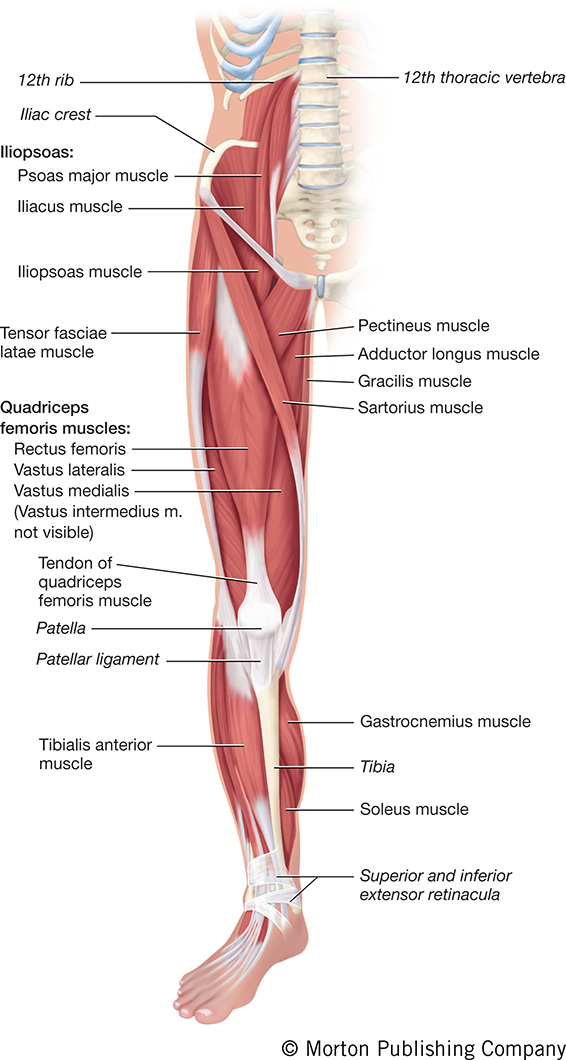 12th rib
12th thoracic vertebra
Iliac crest
Iliopsoas:
Psoas major muscle
Iliacus muscle
Iliopsoas muscle
Tensor fasciae
latae muscle
Pectineus muscle
Adductor longus muscle
Gracilis muscle
Sartorius muscle
Quadriceps
femoris muscles:
Rectus femoris
Vastus lateralis
Vastus medialis
(Vastus intermedius m.
not visible)
Tendon of
quadriceps
femoris muscle
Patella
Patellar ligament
Gastrocnemius muscle
Tibialis anterior
muscle
Tibia
Soleus muscle
Superior and inferior
extensor retinacula
© Morton Publishing Company